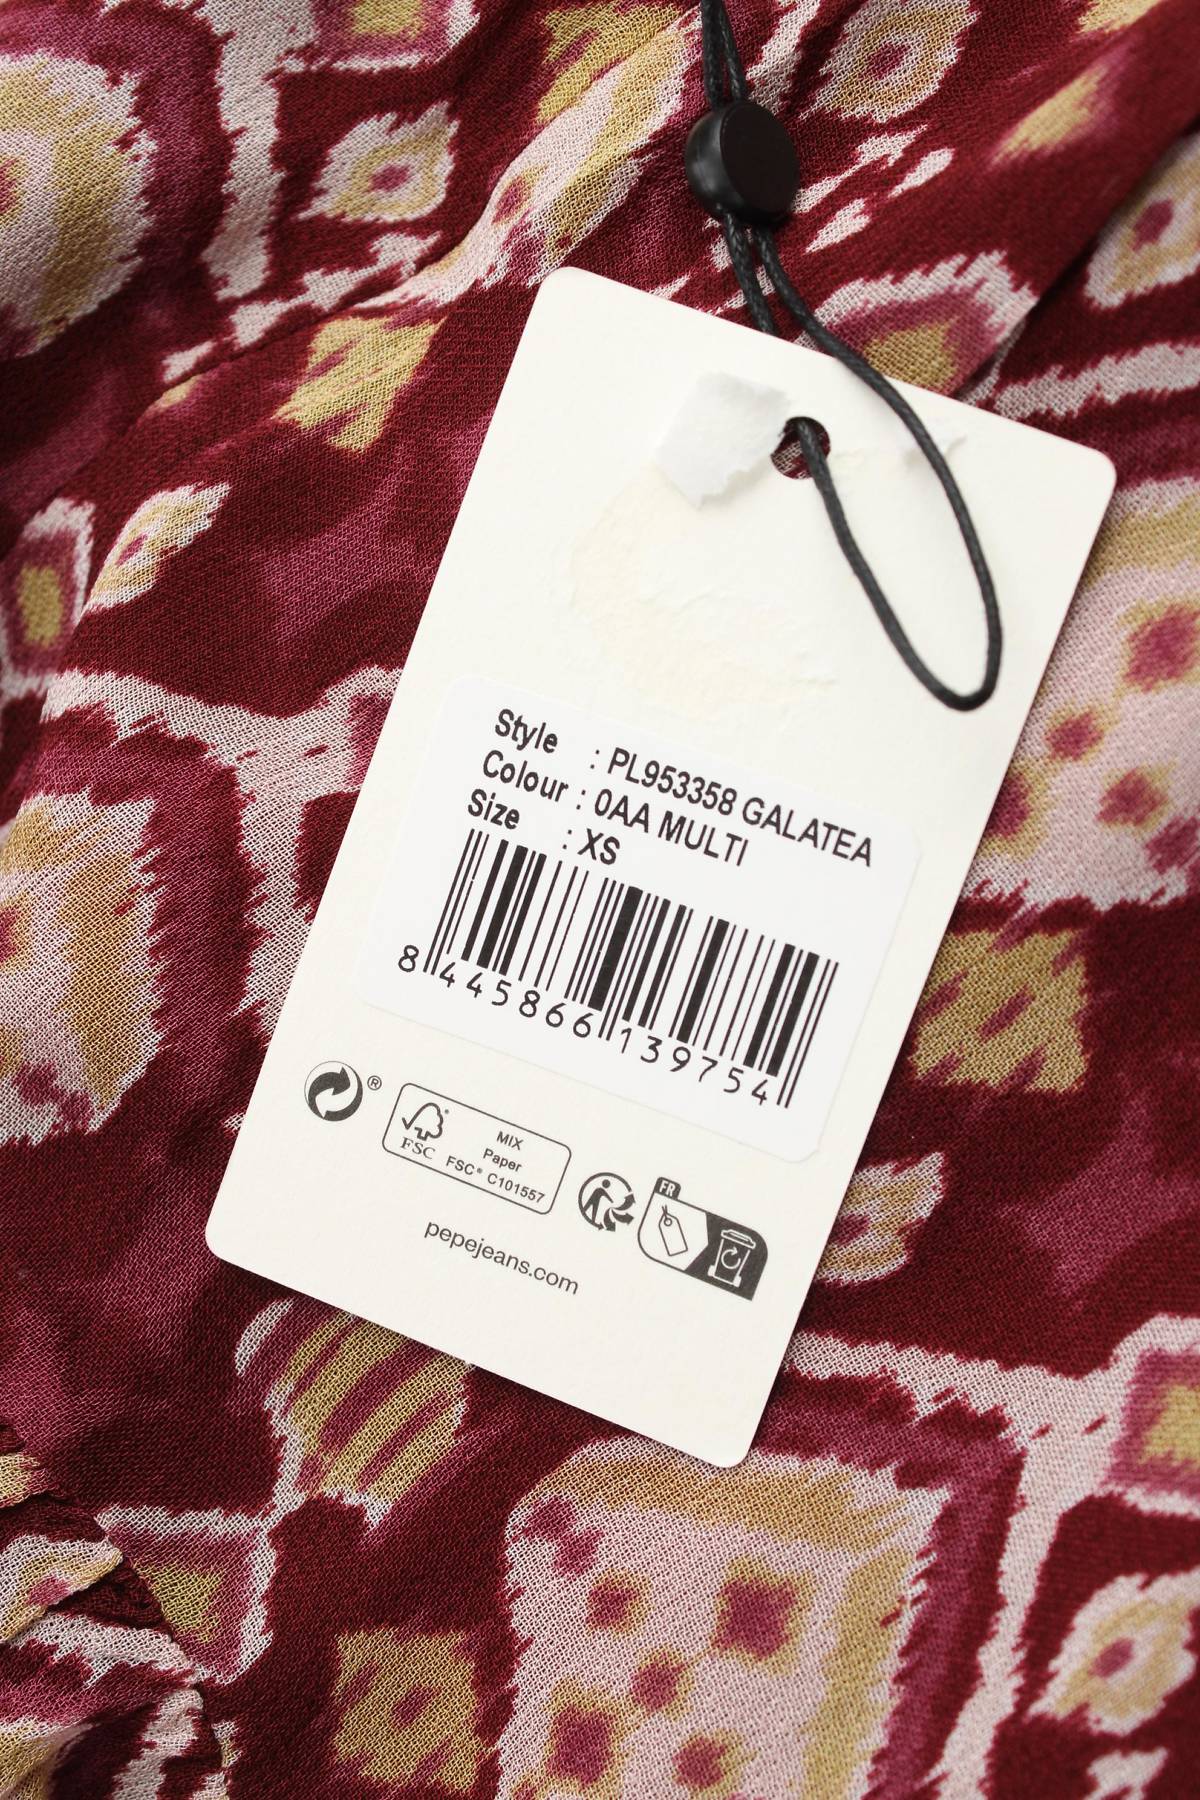 Style : PL953358 GALATEA
Colour : 0AA MULTI
Size : XS
8 445866 139754
®
FSC
MIX
Paper
FSC® C101557
FR
pepejeans.com